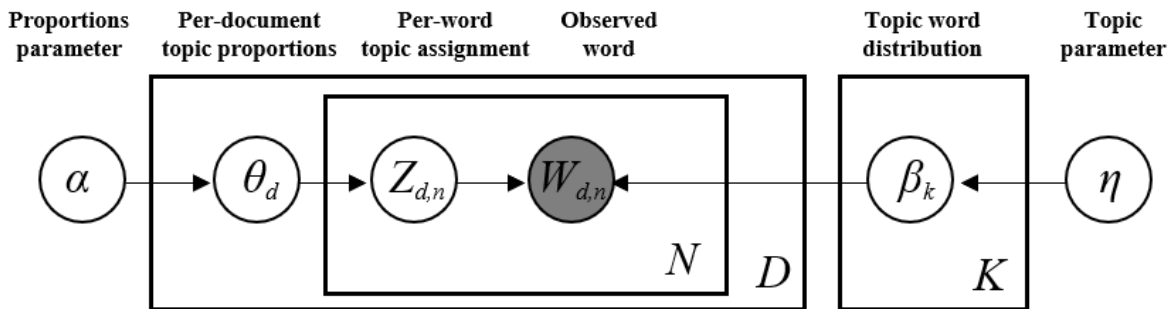 Proportions parameter
Per-document topic proportions
Per-word topic assignment
Observed word
Topic word distribution
Topic parameter
α
θd
Zd,n
Wd,n
βk
η
N
D
K